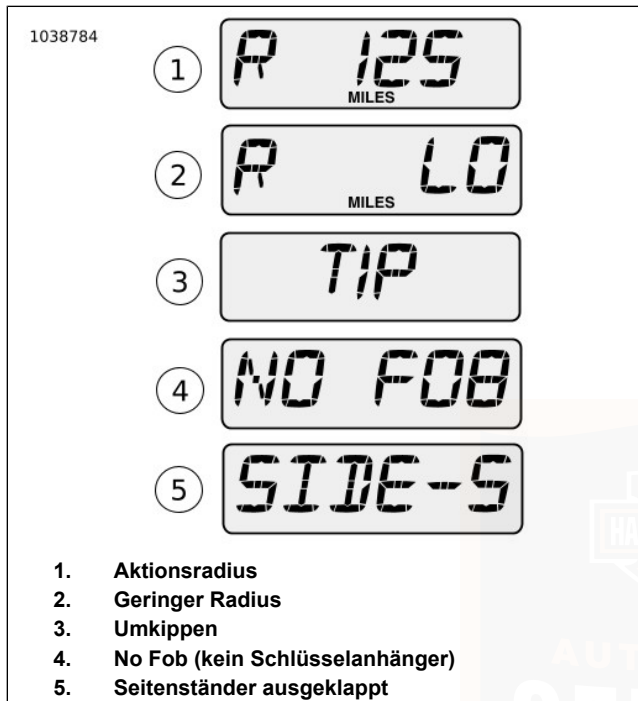 1038784
1 R 125
MILES
2 R LO
MILES
3 TIP
4 NO FOB
5 SIDE-S
1. Aktionsradius
2. Geringer Radius
3. Umkippen
4. No Fob (kein Schlüsselanhänger)
5. Seitenständer ausgeklappt